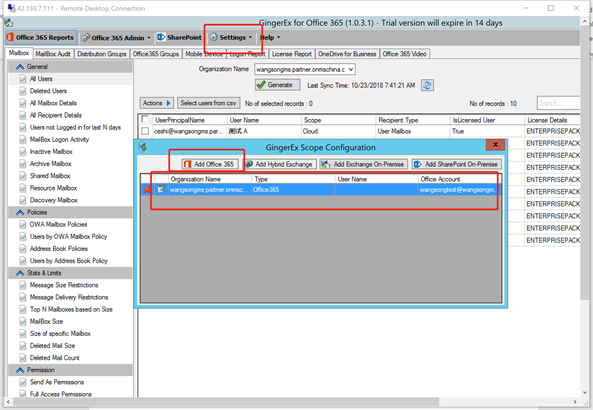 42.159.7.111 - Remote Desktop Connection
GingerEx for Office 365 (1.0.3.1) - Trial version will expire in 14 days
Office 365 Reports Office 365 Admin SharePoint Settings Help
Mailbox MailBox Audit Distribution Groups Office365 Groups Mobile Device Logon Report License Report OneDrive for Business Office 365 Video
General
All Users
Deleted Users
All Mailbox Details
All Recipient Details
Users not Logged in for last N days
MailBox Logon Activity
Inactive Mailbox
Archive Mailbox
Shared Mailbox
Resource Mailbox
Discovery Mailbox
Policies
OWA Mailbox Policies
Users by OWA Mailbox Policy
Address Book Policies
Users by Address Book Policy
Stats & Limits
Message Size Restrictions
Message Delivery Restrictions
Top N Mailboxes based on Size
MailBox Size
Size of specific Mailbox
Deleted Mail Size
Deleted Mail Count
Permission
Send As Permissions
Full Access Permissions
Organization Name wangsongms.partner.onmschina.c
Generate Last Sync Time: 10/23/2018 7:41:21 AM
Actions Select users from csv No of selected records : 0 No of records : 10 Search...
UserPrincipalName User Name Scope Recipient Type IsLicensed User License Details
ceshi@wangsongms.partner... 测试 A Cloud User Mailbox True ENTERPRISEPACK
ENTERPRISEPACK
ENTERPRISEPACK
ENTERPRISEPACK
ENTERPRISEPACK
ENTERPRISEPACK
ENTERPRISEPACK
ENTERPRISEPACK
ENTERPRISEPACK
GingerEx Scope Configuration
Add Office 365 Add Hybrid Exchange Add Exchange On-Premise Add SharePoint On-Premise
Organization Name Type User Name Office Account
wangsongms.partner.onmsc... Office365 wangsongtest@wangsongm...